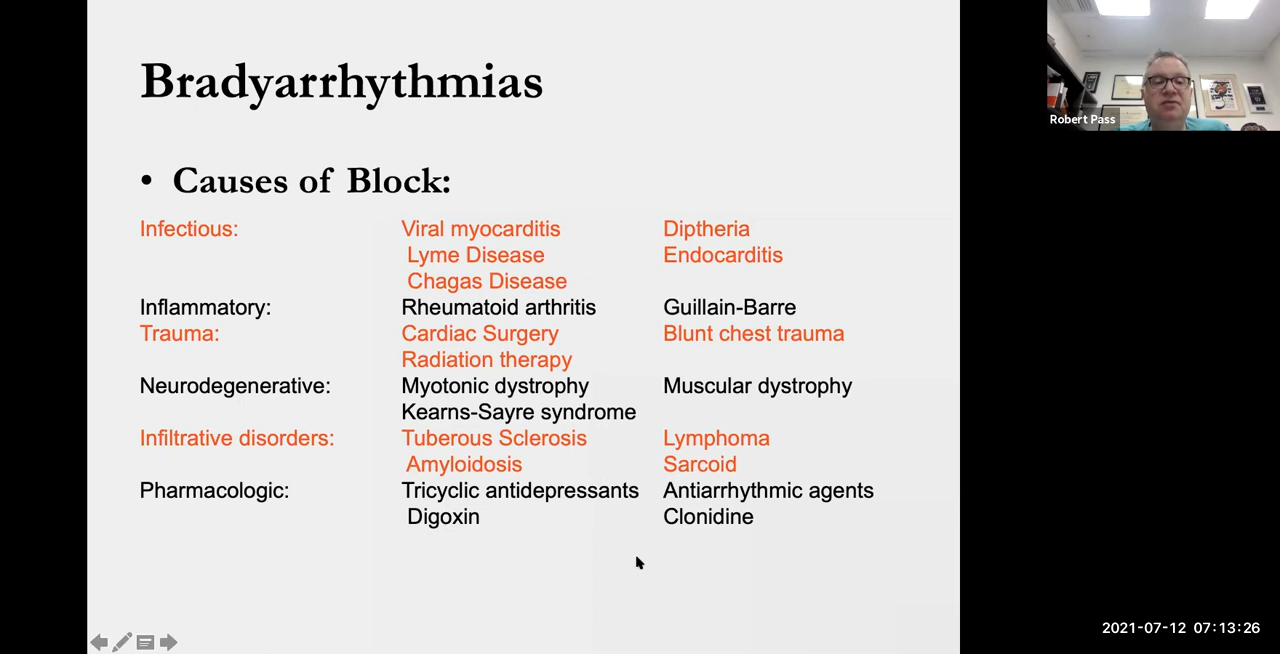 Bradyarrhythmias
• Causes of Block:
Infectious: Viral myocarditis Diptheria
Lyme Disease Endocarditis
Chagas Disease
Inflammatory: Rheumatoid arthritis Guillain-Barre
Trauma: Cardiac Surgery Blunt chest trauma
Radiation therapy
Neurodegenerative: Myotonic dystrophy Muscular dystrophy
Kearns-Sayre syndrome
Infiltrative disorders: Tuberous Sclerosis Lymphoma
Amyloidosis Sarcoid
Pharmacologic: Tricyclic antidepressants Antiarrhythmic agents
Digoxin Clonidine
Robert Pass
2021-07-12 07:13:26